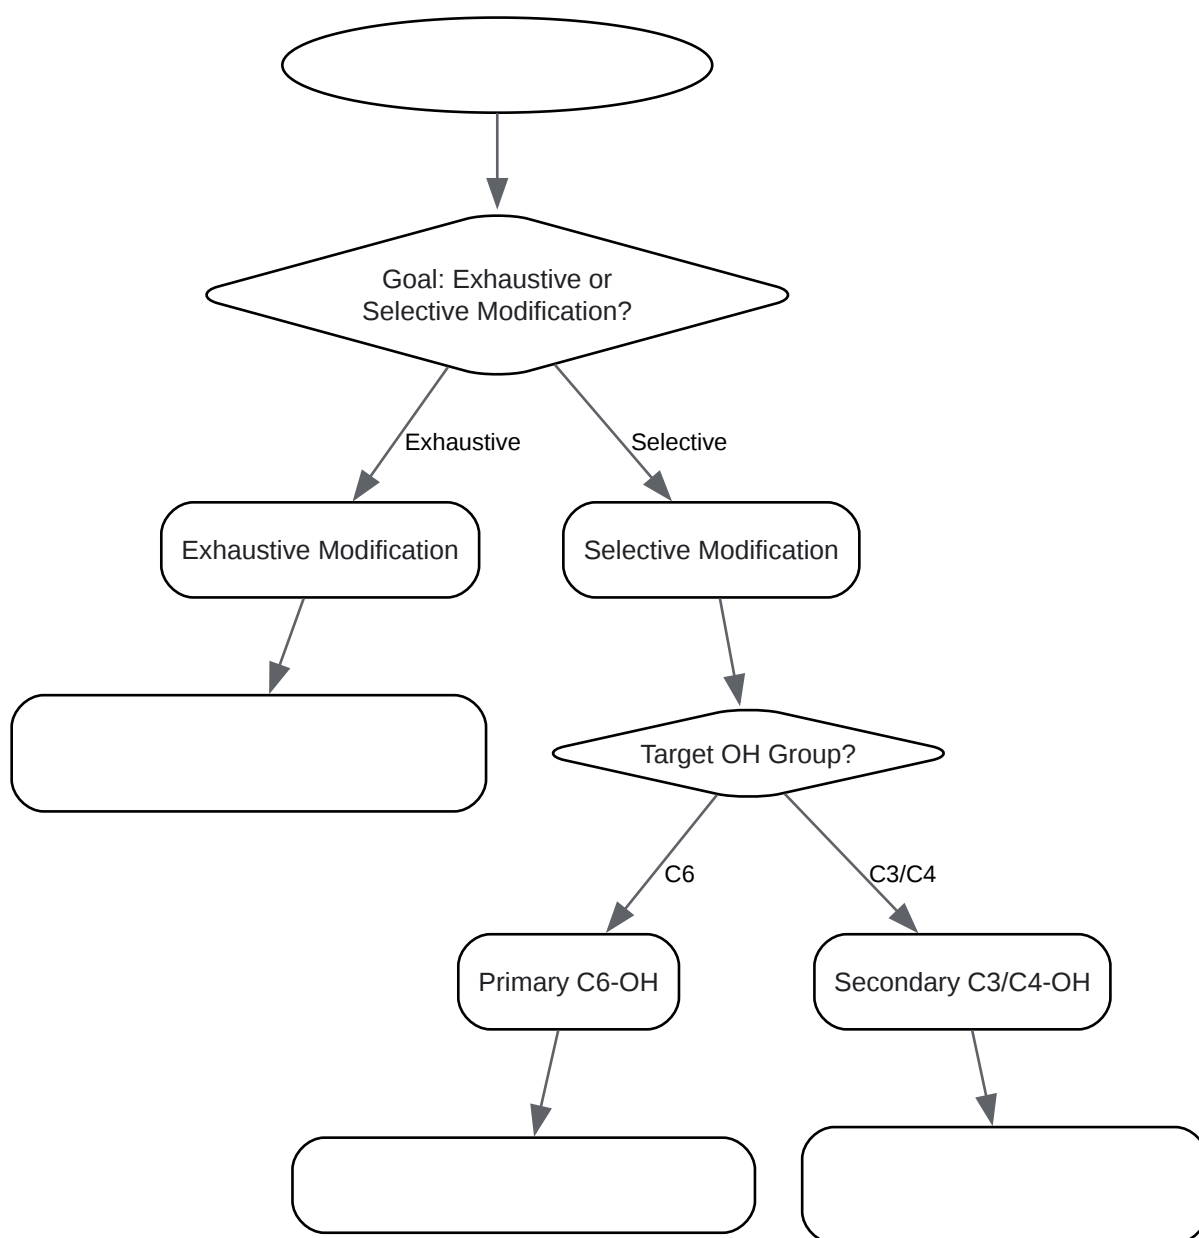 Goal: Exhaustive or
Selective Modification?
Exhaustive
Selective
Exhaustive Modification
Selective Modification
Target OH Group?
C6
C3/C4
Primary C6-OH
Secondary C3/C4-OH